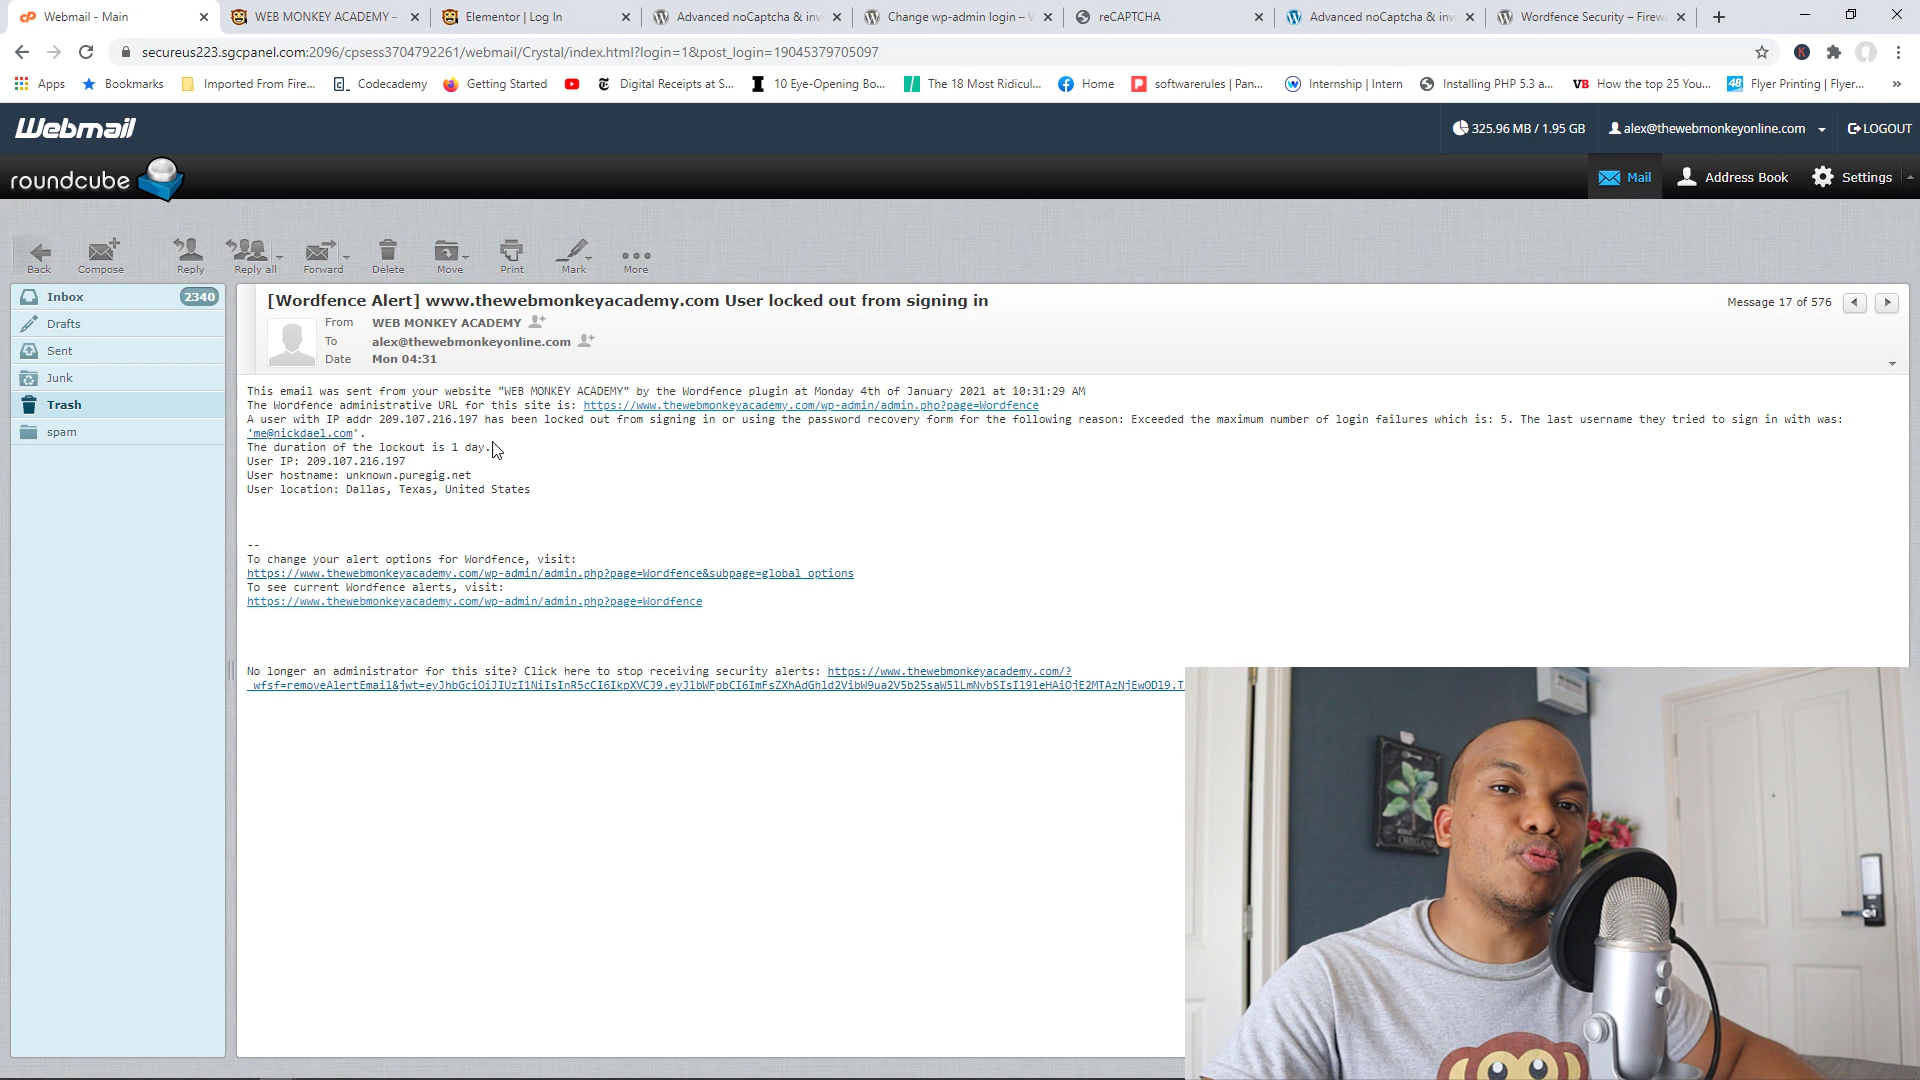 Webmail - Main
WEB MONKEY ACADEMY –
Elementor | Log In
Advanced noCaptcha & inv
Change wp-admin login – W
reCAPTCHA
Advanced noCaptcha & inv
Wordfence Security – Firew
secureus223.sgcpanel.com:2096/cpsess3704792261/webmail/Crystal/index.html?login=1&post_login=19045379705097
Apps
Bookmarks
Imported From Fire...
Codecademy
Getting Started
Digital Receipts at S...
10 Eye-Opening Bo...
The 18 Most Ridicul...
Home
softwarerules | Pan...
Internship | Intern
Installing PHP 5.3 a...
VB How the top 25 You...
Flyer Printing | Flyer...
Webmail
325.96 MB / 1.95 GB
alex@thewebmonkeyonline.com
LOGOUT
roundcube
Mail
Address Book
Settings
Back
Compose
Reply
Reply all
Forward
Delete
Move
Print
Mark
More
Inbox 2340
Drafts
Sent
Junk
Trash
spam
[Wordfence Alert] www.thewebmonkeyacademy.com User locked out from signing in
Message 17 of 576
From WEB MONKEY ACADEMY
To alex@thewebmonkeyonline.com
Date Mon 04:31
This email was sent from your website "WEB MONKEY ACADEMY" by the Wordfence plugin at Monday 4th of January 2021 at 10:31:29 AM
The Wordfence administrative URL for this site is: https://www.thewebmonkeyacademy.com/wp-admin/admin.php?page=Wordfence
A user with IP addr 209.107.216.197 has been locked out from signing in or using the password recovery form for the following reason: Exceeded the maximum number of login failures which is: 5. The last username they tried to sign in with was:
'me@nickdael.com'.
The duration of the lockout is 1 day.
User IP: 209.107.216.197
User hostname: unknown.puregig.net
User location: Dallas, Texas, United States
--
To change your alert options for Wordfence, visit:
https://www.thewebmonkeyacademy.com/wp-admin/admin.php?page=Wordfence&subpage=global_options
To see current Wordfence alerts, visit:
https://www.thewebmonkeyacademy.com/wp-admin/admin.php?page=Wordfence
No longer an administrator for this site? Click here to stop receiving security alerts: https://www.thewebmonkeyacademy.com/?
OREGANO